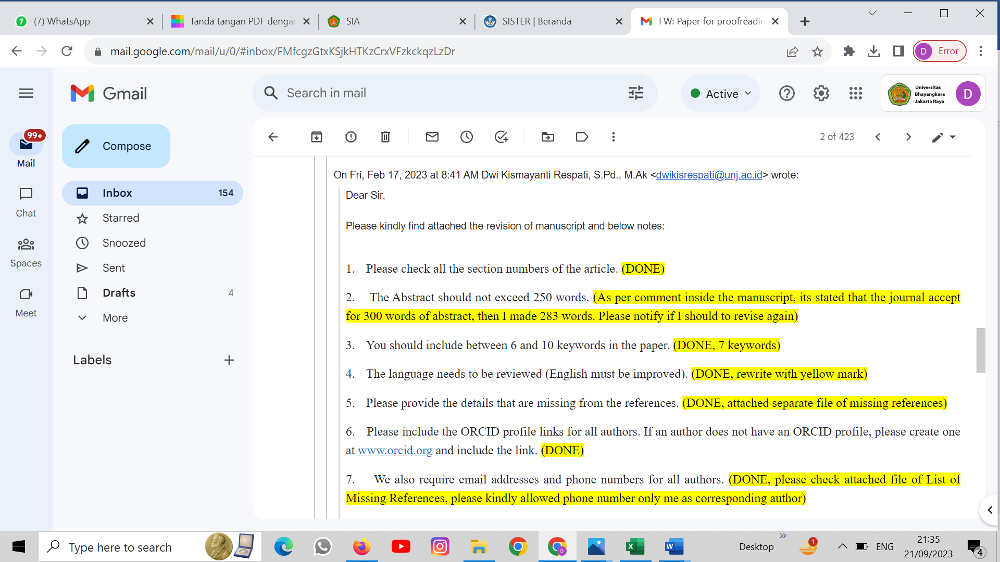 7 (7) WhatsApp
Tanda tangan PDF dengan
SIA
SISTER | Beranda
FW: Paper for proofreadin
mail.google.com/mail/u/0/#inbox/FMfcgzGtxKSjkHTKzCrxVFzkckqzLzDr
D Error
Gmail
Search in mail
Active
Universitas
Bhayangkara
Jakarta Raya
D
99+
Mail
Chat
Spaces
Meet
Compose
Inbox 154
Starred
Snoozed
Sent
Drafts 4
More
Labels
2 of 423
On Fri, Feb 17, 2023 at 8:41 AM Dwi Kismayanti Respati, S.Pd., M.Ak <dwikisrespati@unj.ac.id> wrote:
Dear Sir,
Please kindly find attached the revision of manuscript and below notes:
1. Please check all the section numbers of the article. (DONE)
2. The Abstract should not exceed 250 words. (As per comment inside the manuscript, its stated that the journal accept
for 300 words of abstract, then I made 283 words. Please notify if I should to revise again)
3. You should include between 6 and 10 keywords in the paper. (DONE, 7 keywords)
4. The language needs to be reviewed (English must be improved). (DONE, rewrite with yellow mark)
5. Please provide the details that are missing from the references. (DONE, attached separate file of missing references)
6. Please include the ORCID profile links for all authors. If an author does not have an ORCID profile, please create one
at www.orcid.org and include the link. (DONE)
7. We also require email addresses and phone numbers for all authors. (DONE, please check attached file of List of
Missing References, please kindly allowed phone number only me as corresponding author)
Type here to search
D
X
W
Desktop
1
ENG
21:35
21/09/2023
4